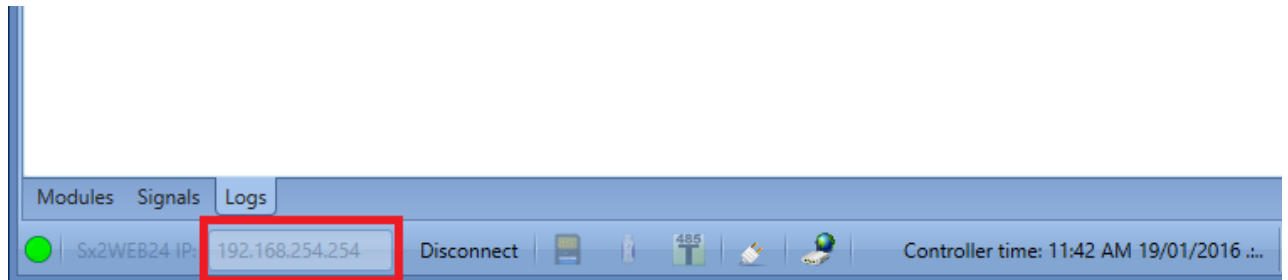 Modules Signals Logs
Sx2WEB24 IP: 192.168.254.254 Disconnect 485 T Controller time: 11:42 AM 19/01/2016 .:..